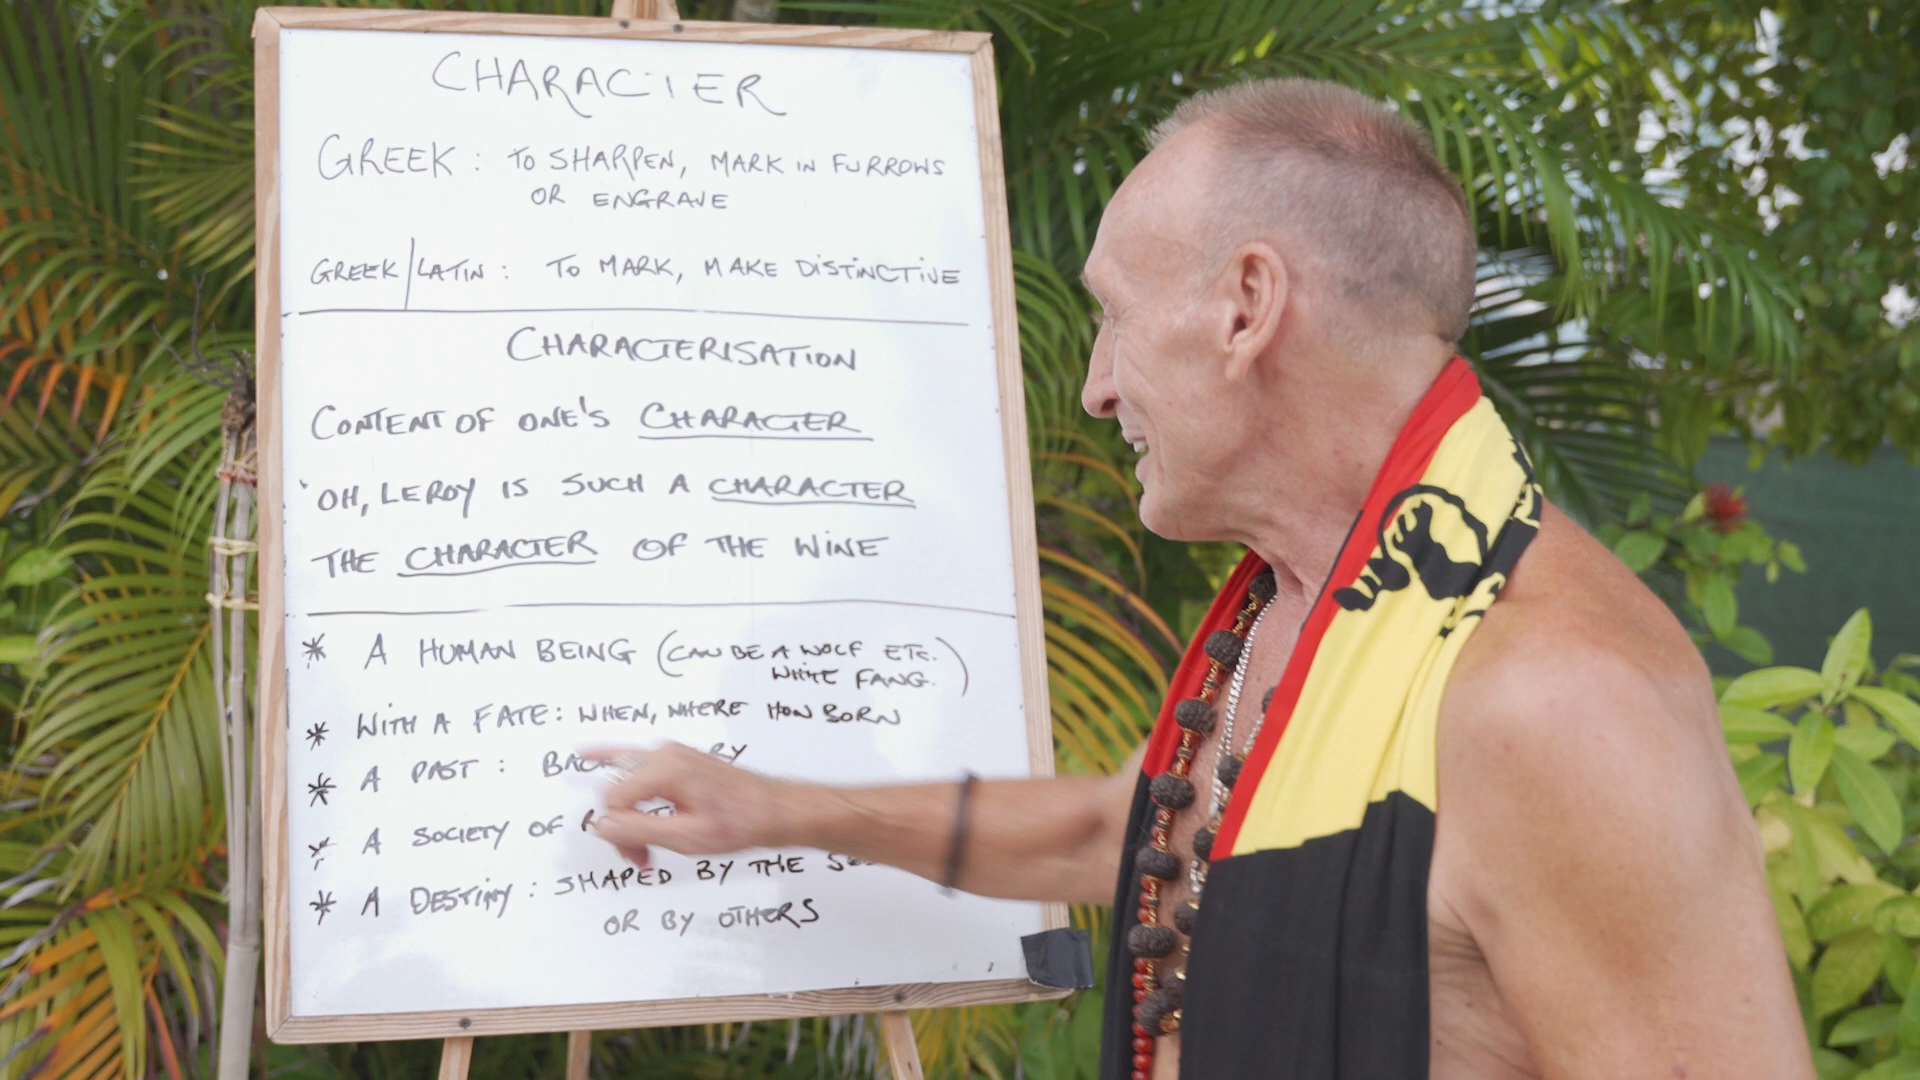 CHARACTER
GREEK : TO SHARPEN, MARK IN FURROWS
OR ENGRAVE
GREEK/LATIN : TO MARK, MAKE DISTINCTIVE
CHARACTERISATION
CONTENT OF ONE'S CHARACTER
'OH, LEROY IS SUCH A CHARACTER
THE CHARACTER OF THE WINE
* A HUMAN BEING (CAN BE A WOLF ETC.
WHITE FANG.)
* WITH A FATE: WHEN, WHERE HOW BORN
* A PAST :
* A SOCIETY OF
* A DESTINY : SHAPED BY THE
OR BY OTHERS